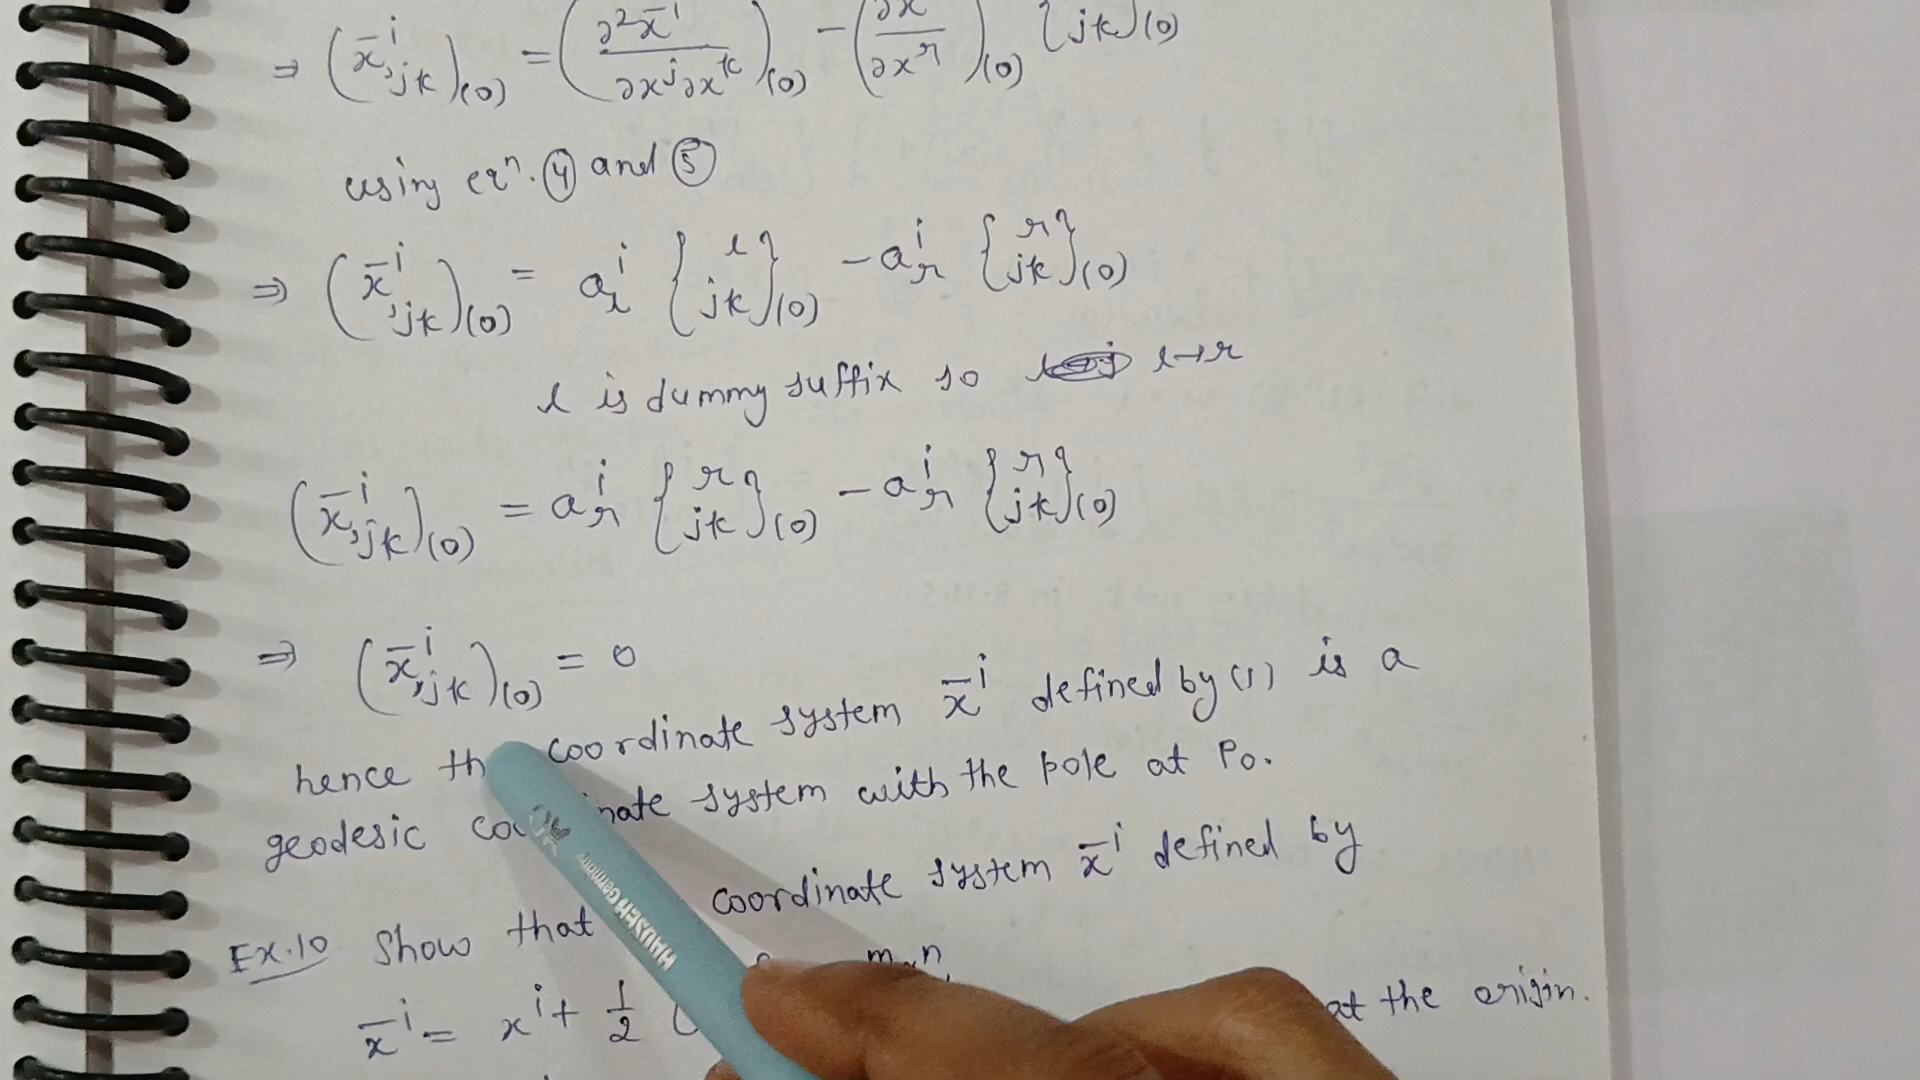 ⇒ (x̄^i_{,jk})_(0) = (∂²x̄^i / ∂x^j ∂x^k)_(0) − (∂x / ∂x^r)_(0) { jk}_(0)
using eqⁿ. ④ and ⑤
⇒ (x̄^i_{,jk})_(0) = a^i_l {l jk}_(0) − a^i_r {r jk}_(0)
l is dummy suffix so l→r
(x̄^i_{,jk})_(0) = a^i_r {r jk}_(0) − a^i_r {r jk}_(0)
⇒ (x̄^i_{,jk})_(0) = 0
hence th coordinate system x̄^i defined by (1) is a
geodesic co nate system with the pole at P0.
Ex.10 Show that coordinate system x̄^i defined by
x̄^i = x^i + 1/2 ( m n at the origin.
HAUSER Germany